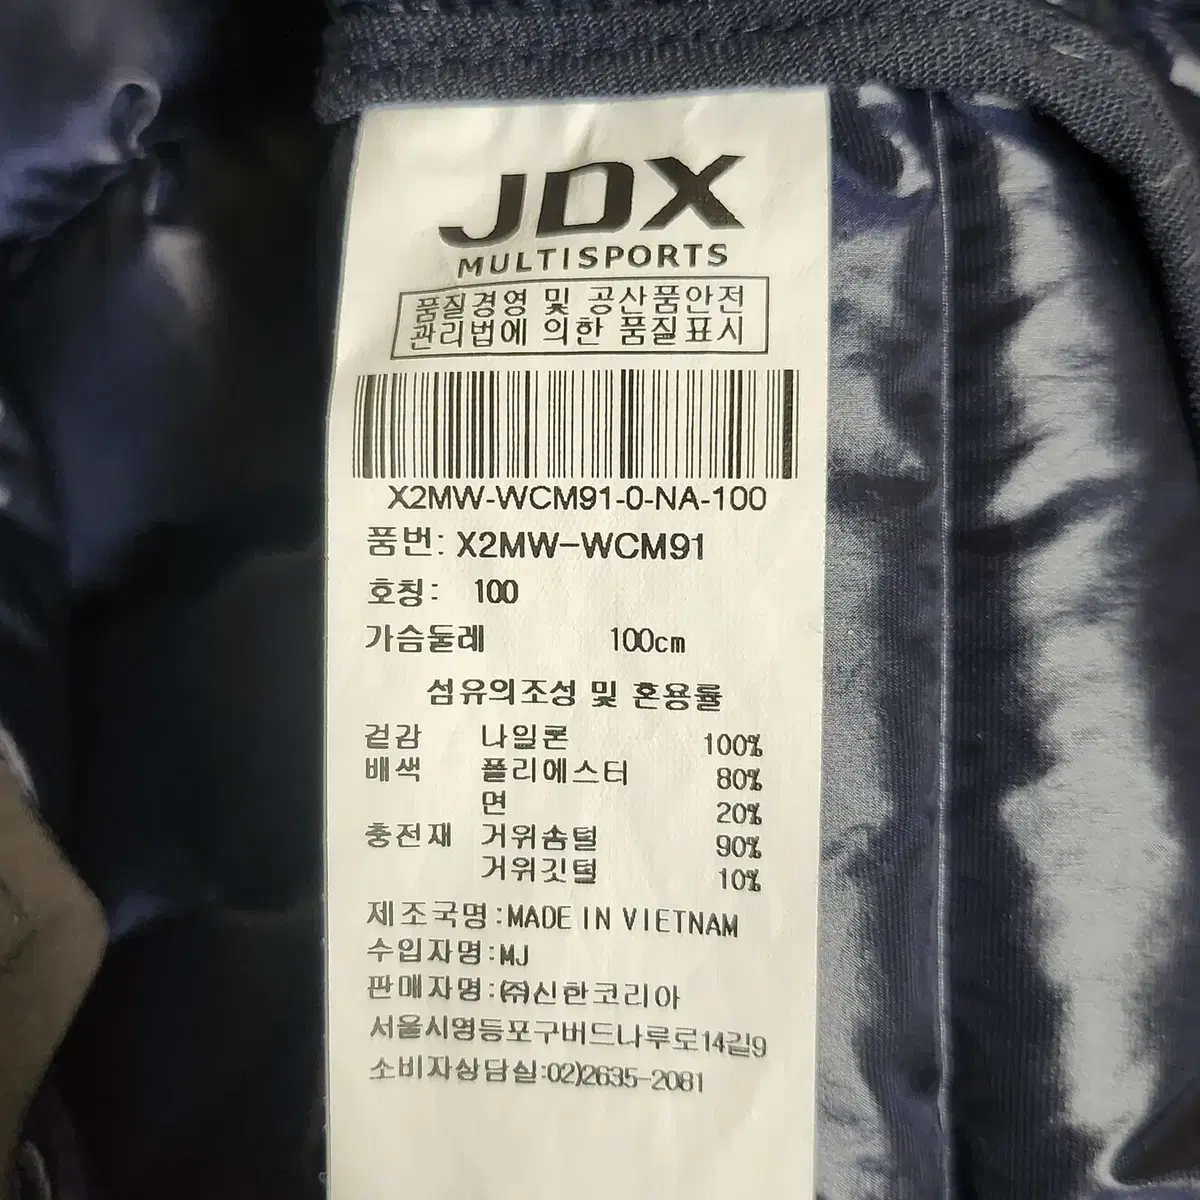 JDX
MULTISPORTS
품질경영 및 공산품안전
관리법에 의한 품질표시
X2MW-WCM91-0-NA-100
품번: X2MW-WCM91
호칭: 100
가슴둘레 100cm
섬유의조성 및 혼용률
겉감 나일론 100%
배색 폴리에스터 80%
면 20%
충전재 거위솜털 90%
거위깃털 10%
제조국명:MADE IN VIETNAM
수입자명:MJ
판매자명:㈜신한코리아
서울시영등포구버드나루로14길9
소비자상담실:02)2635-2081